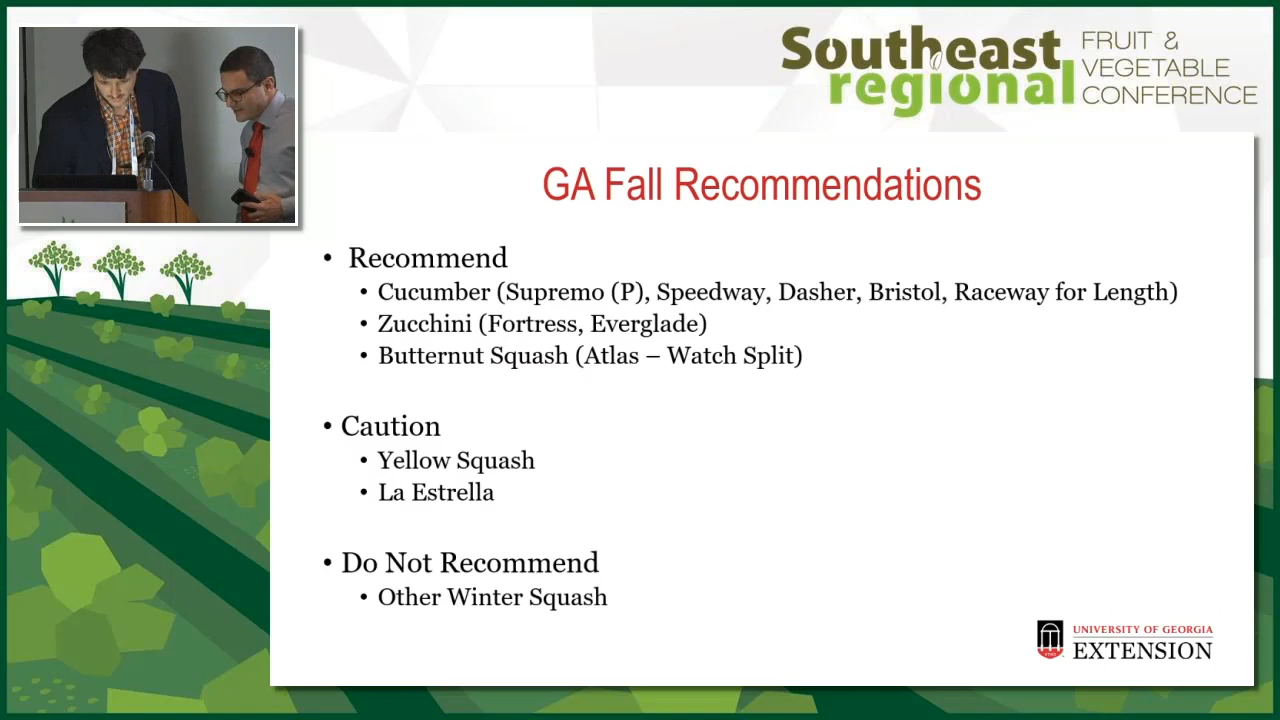 Southeast
regional
FRUIT &
VEGETABLE
CONFERENCE
GA Fall Recommendations
• Recommend
• Cucumber (Supremo (P), Speedway, Dasher, Bristol, Raceway for Length)
• Zucchini (Fortress, Everglade)
• Butternut Squash (Atlas – Watch Split)
• Caution
• Yellow Squash
• La Estrella
• Do Not Recommend
• Other Winter Squash
UNIVERSITY OF GEORGIA
EXTENSION